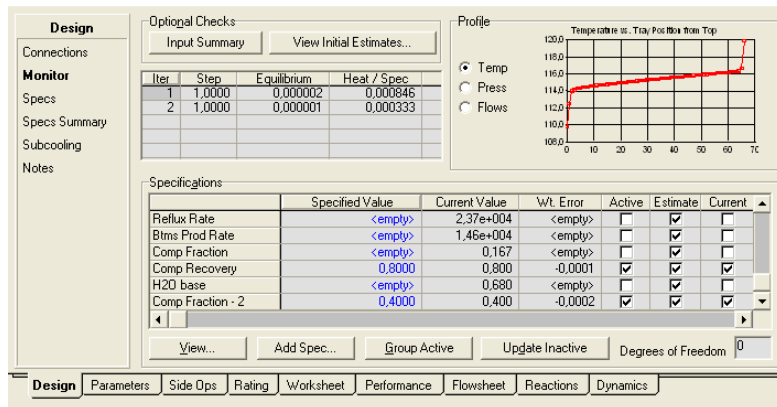 Design
Connections
Monitor
Specs
Specs Summary
Subcooling
Notes
Optional Checks
Input Summary
View Initial Estimates...
Iter Step Equilibrium Heat / Spec
1 1,0000 0,000002 0,000846
2 1,0000 0,000001 0,000333
Profile
Temp
Press
Flows
Temperature vs. Tray Position from Top
120,0
118,0
116,0
114,0
112,0
110,0
108,0
0 10 20 30 40 50 60 70
Specifications
Specified Value Current Value Wt. Error Active Estimate Current
Reflux Rate <empty> 2,37e+004 <empty>
Btms Prod Rate <empty> 1,46e+004 <empty>
Comp Fraction <empty> 0,167 <empty>
Comp Recovery 0,8000 0,800 -0,0001
H2O base <empty> 0,680 <empty>
Comp Fraction - 2 0,4000 0,400 -0,0002
View... Add Spec... Group Active Update Inactive Degrees of Freedom 0
Design Parameters Side Ops Rating Worksheet Performance Flowsheet Reactions Dynamics